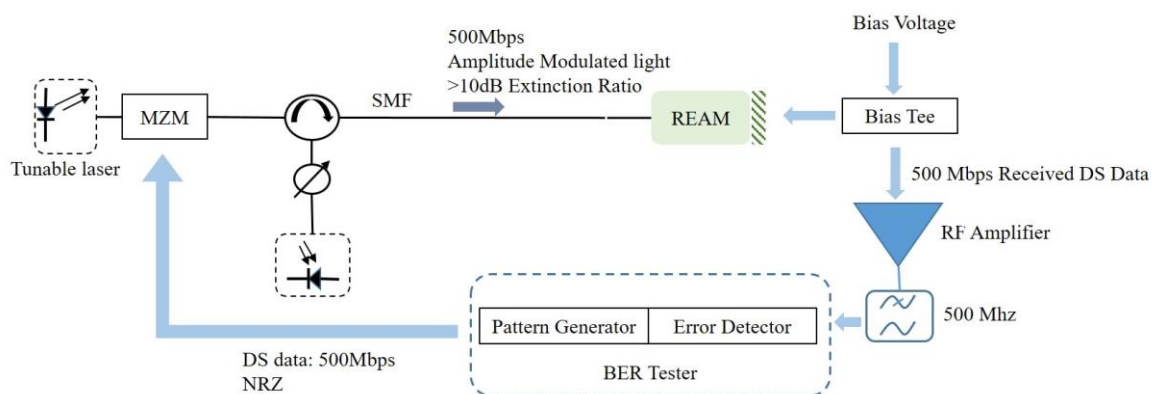 500Mbps
Amplitude Modulated light
>10dB Extinction Ratio
Bias Voltage
MZM
SMF
REAM
Bias Tee
Tunable laser
500 Mbps Received DS Data
RF Amplifier
500 Mhz
Pattern Generator
Error Detector
BER Tester
DS data: 500Mbps
NRZ